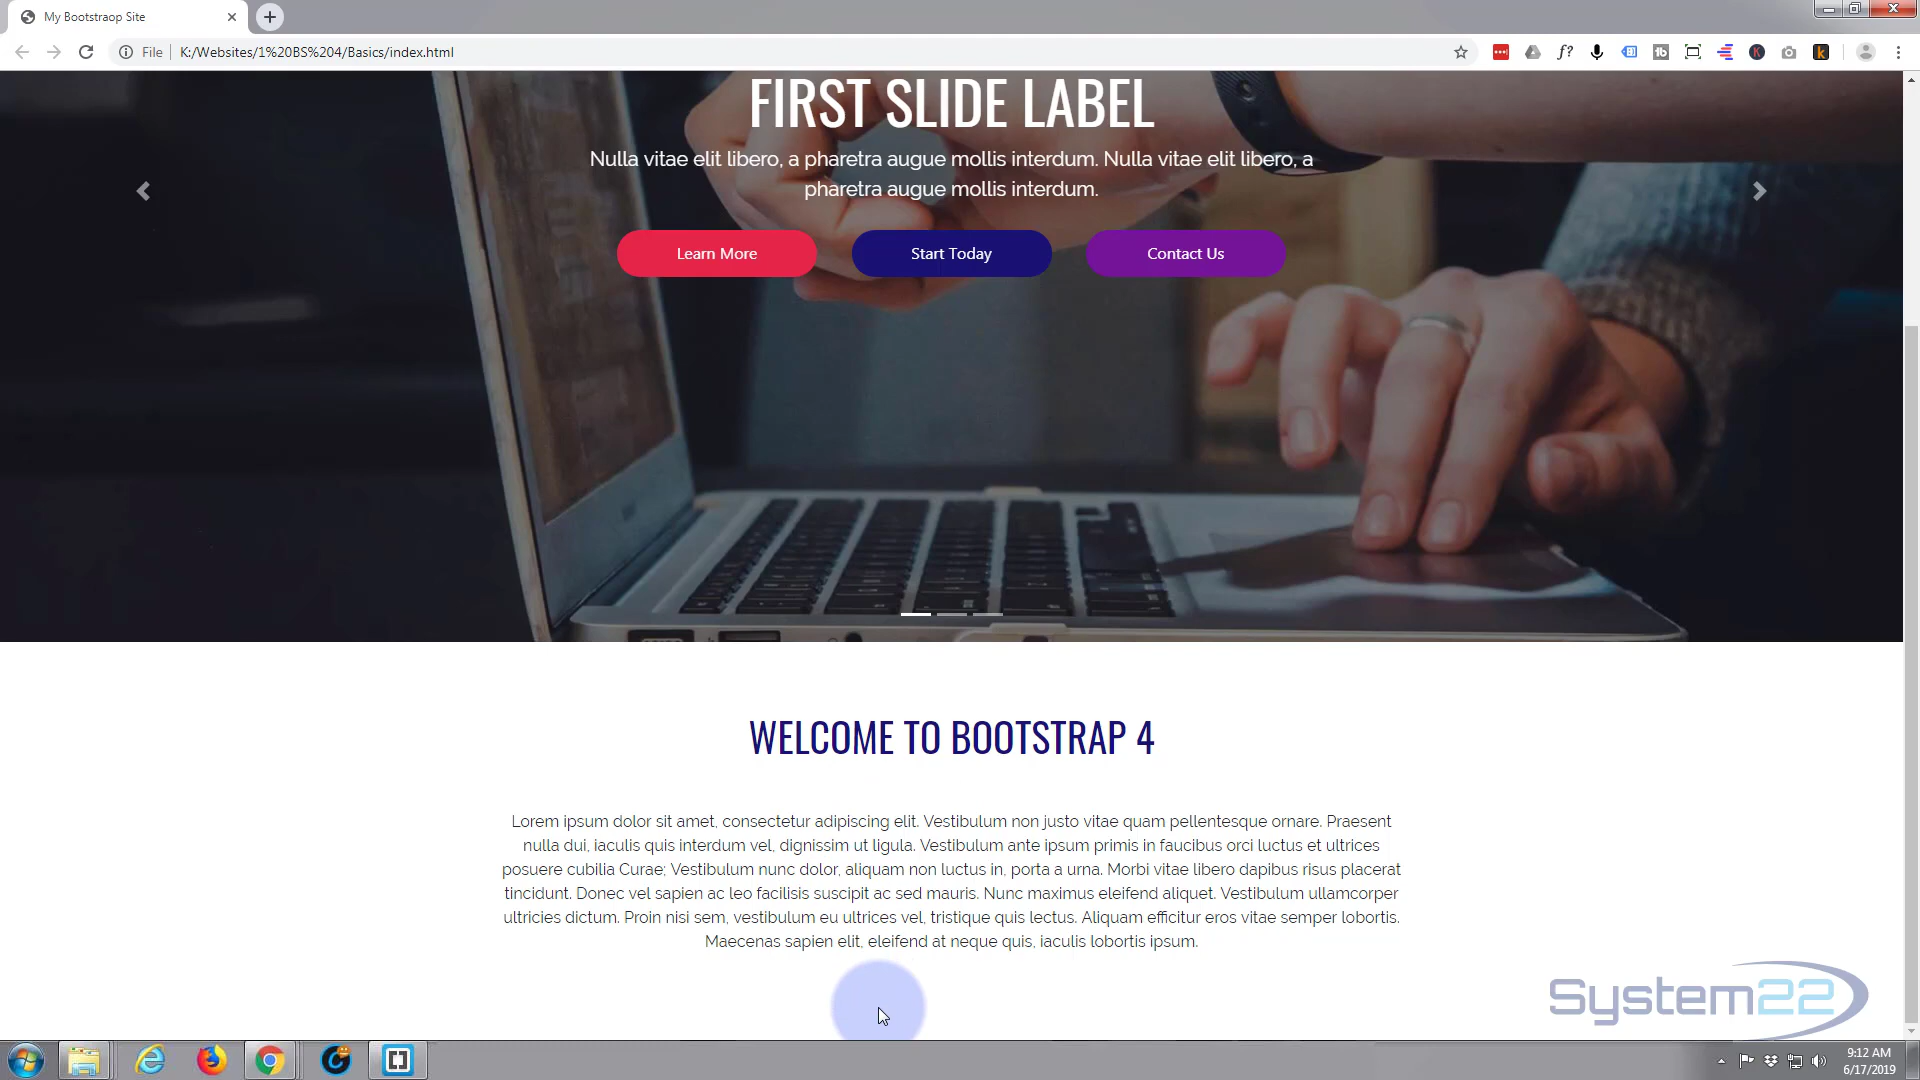 My Bootstraop Site
File
K:/Websites/1%20BS%204/Basics/index.html
f?
FIRST SLIDE LABEL
Nulla vitae elit libero, a pharetra augue mollis interdum. Nulla vitae elit libero, a
pharetra augue mollis interdum.
Learn More
Start Today
Contact Us
WELCOME TO BOOTSTRAP 4
Lorem ipsum dolor sit amet, consectetur adipiscing elit. Vestibulum non justo vitae quam pellentesque ornare. Praesent
nulla dui, iaculis quis interdum vel, dignissim ut ligula. Vestibulum ante ipsum primis in faucibus orci luctus et ultrices
posuere cubilia Curae; Vestibulum nunc dolor, aliquam non luctus in, porta a urna. Morbi vitae libero dapibus risus placerat
tincidunt. Donec vel sapien ac leo facilisis suscipit ac sed mauris. Nunc maximus eleifend aliquet. Vestibulum ullamcorper
ultricies dictum. Proin nisi sem, vestibulum eu ultrices vel, tristique quis lectus. Aliquam efficitur eros vitae semper lobortis.
Maecenas sapien elit, eleifend at neque quis, iaculis lobortis ipsum.
System22
9:12 AM
6/17/2019